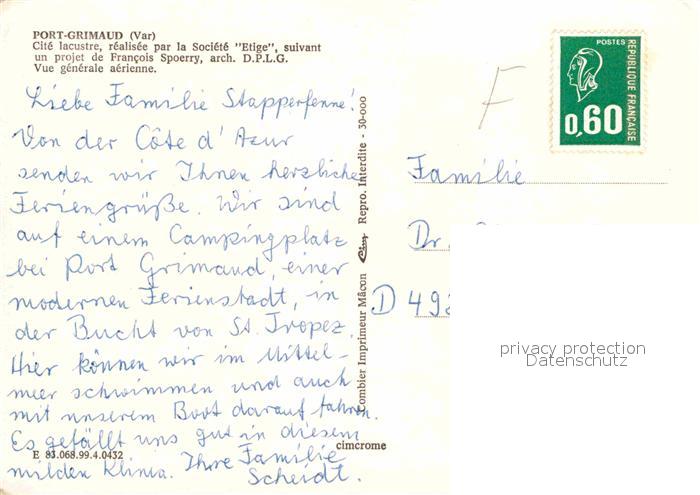 PORT-GRIMAUD (Var)
Cité lacustre, réalisée par la Société "Etige", suivant
un projet de François Spoerry, arch. D.P.L.G.
Vue générale aérienne.
Liebe Familie Stapperfenne!
Von der Côte d'Azur
senden wir Ihnen herzliche
Feriengrüße. Wir sind
auf einem Campingplatz
bei Port Grimaud, einer
modernen Ferienstadt, in
der Bucht von St. Tropez.
Hier können wir im Mittel-
meer schwimmen und auch
mit unserem Boot darauf fahren.
Es gefällt uns gut in diesem
milden Klima. Ihre Familie
Scheidt.
E 83.068.99.4.0432
cimcrome
Combier Imprimeur Mâcon Cim Repro. Interdite - 30-000
F
POSTES
REPUBLIQUE FRANÇAISE
0,60
Familie
Dr.
D 492
privacy protection
Datenschutz